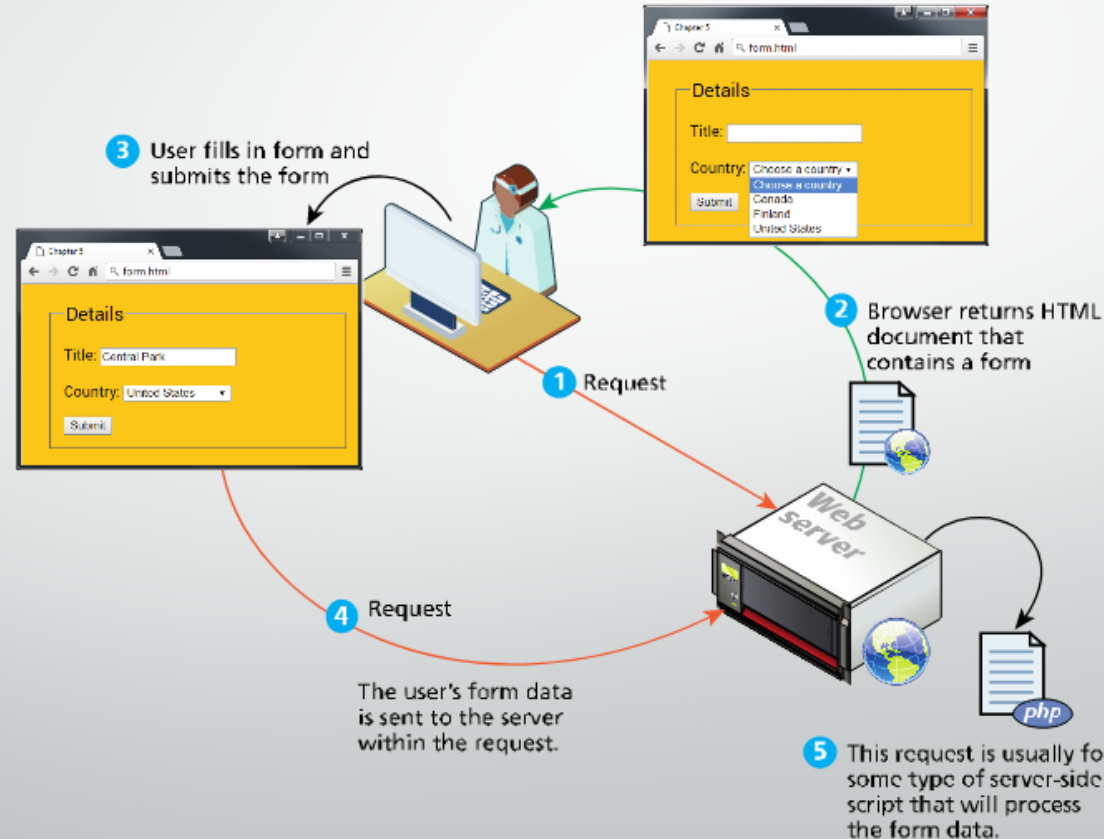 Chapter 5
form.html
Details
Title:
Country: Choose a country
Choose a country
Canada
Finland
United States
Submit
3 User fills in form and
submits the form
Chapter 5
form.html
Details
Title: Central Park
Country: United States
Submit
1 Request
2 Browser returns HTML
document that
contains a form
Web
server
4 Request
The user's form data
is sent to the server
within the request.
php
5 This request is usually fo
some type of server-side
script that will process
the form data.